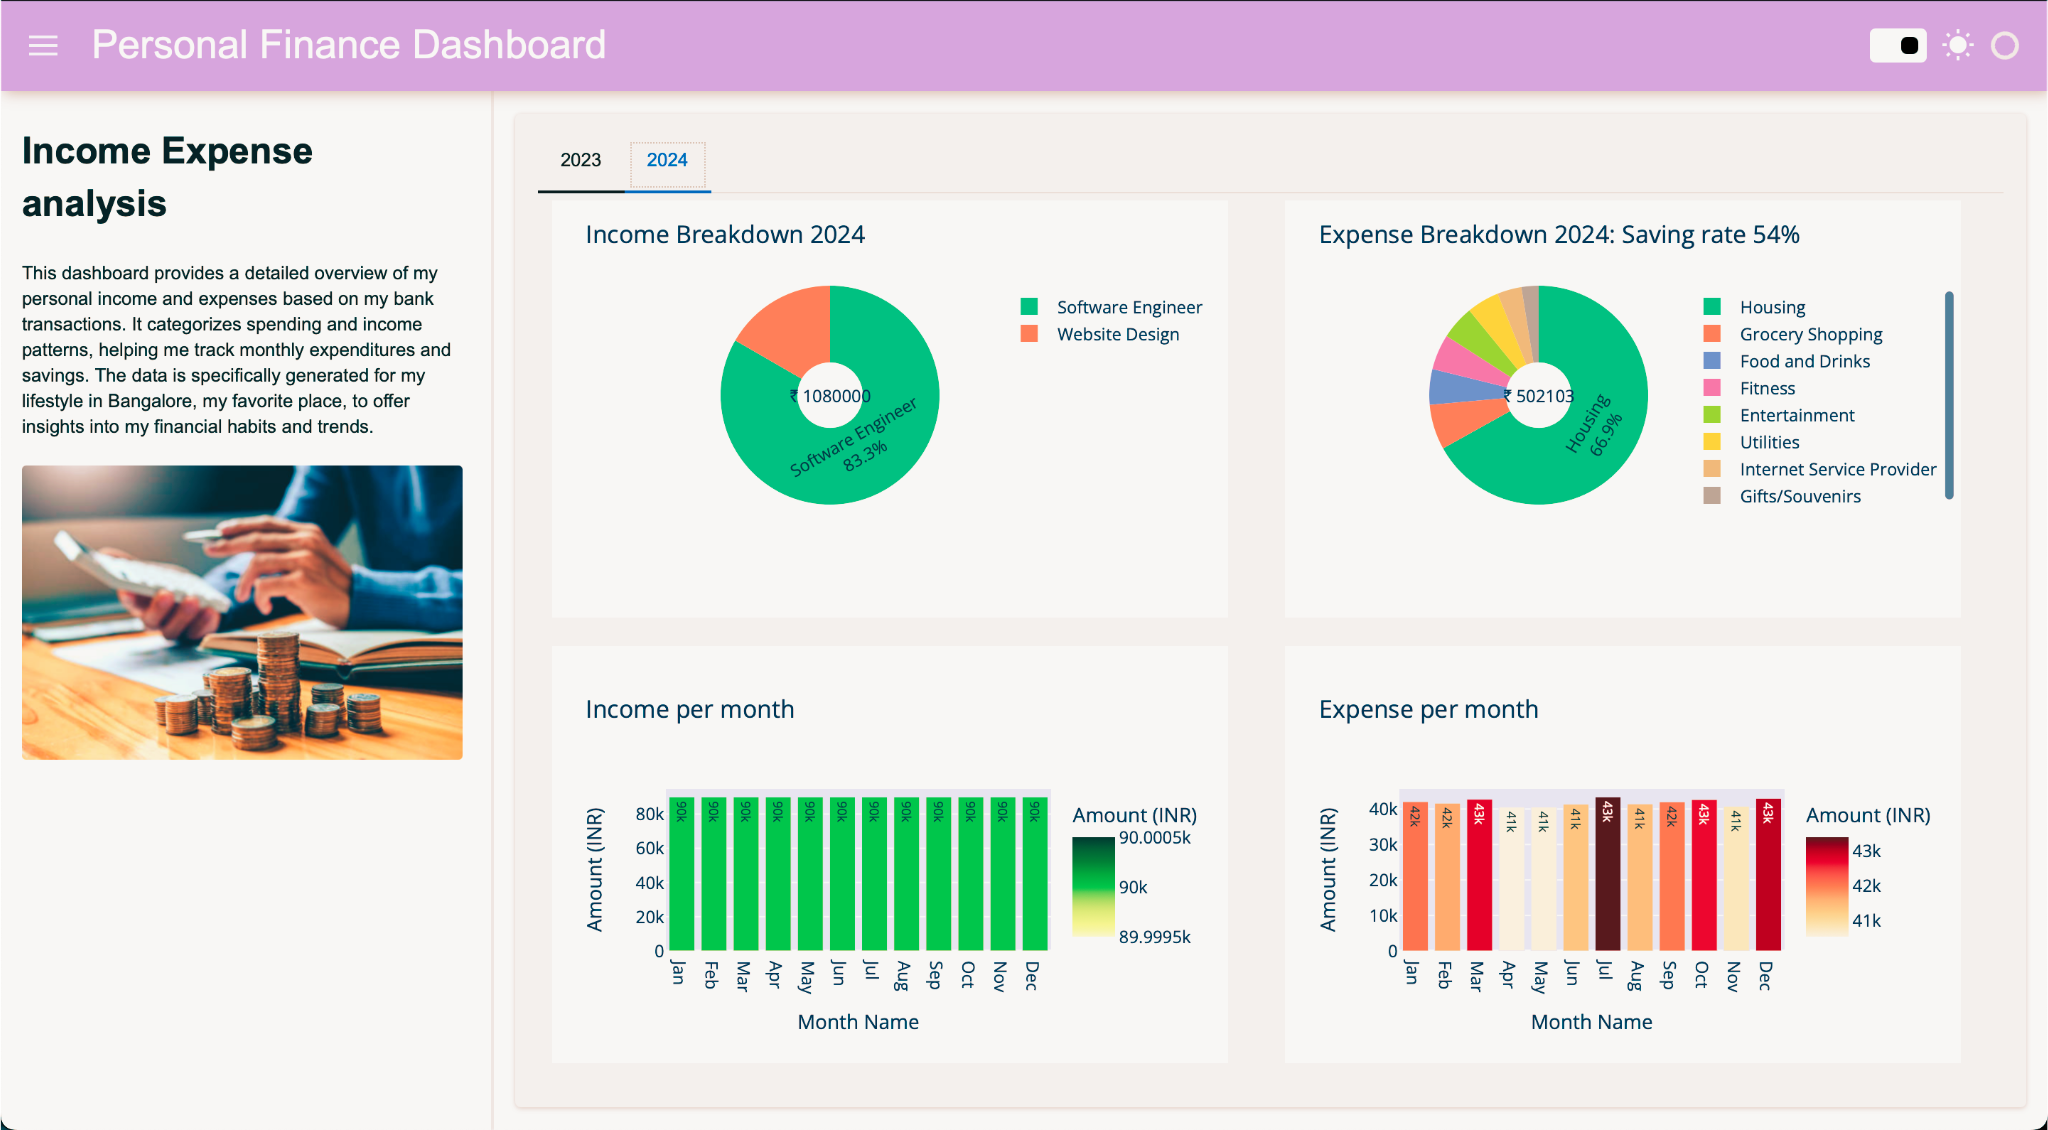 Personal Finance Dashboard
Income Expense
analysis
This dashboard provides a detailed overview of my
personal income and expenses based on my bank
transactions. It categorizes spending and income
patterns, helping me track monthly expenditures and
savings. The data is specifically generated for my
lifestyle in Bangalore, my favorite place, to offer
insights into my financial habits and trends.
2023
2024
Income Breakdown 2024
Software Engineer
Website Design
₹ 1080000
Software Engineer
83.3%
Expense Breakdown 2024: Saving rate 54%
Housing
Grocery Shopping
Food and Drinks
Fitness
Entertainment
Utilities
Internet Service Provider
Gifts/Souvenirs
₹ 502103
Housing
66.9%
Income per month
Amount (INR)
80k
60k
40k
20k
0
90k
90k
90k
90k
90k
90k
90k
90k
90k
90k
90k
90k
Jan
Feb
Mar
Apr
May
Jun
Jul
Aug
Sep
Oct
Nov
Dec
Month Name
Amount (INR)
90.0005k
90k
89.9995k
Expense per month
Amount (INR)
40k
30k
20k
10k
0
42k
42k
43k
41k
41k
41k
43k
41k
42k
43k
41k
43k
Jan
Feb
Mar
Apr
May
Jun
Jul
Aug
Sep
Oct
Nov
Dec
Month Name
Amount (INR)
43k
42k
41k